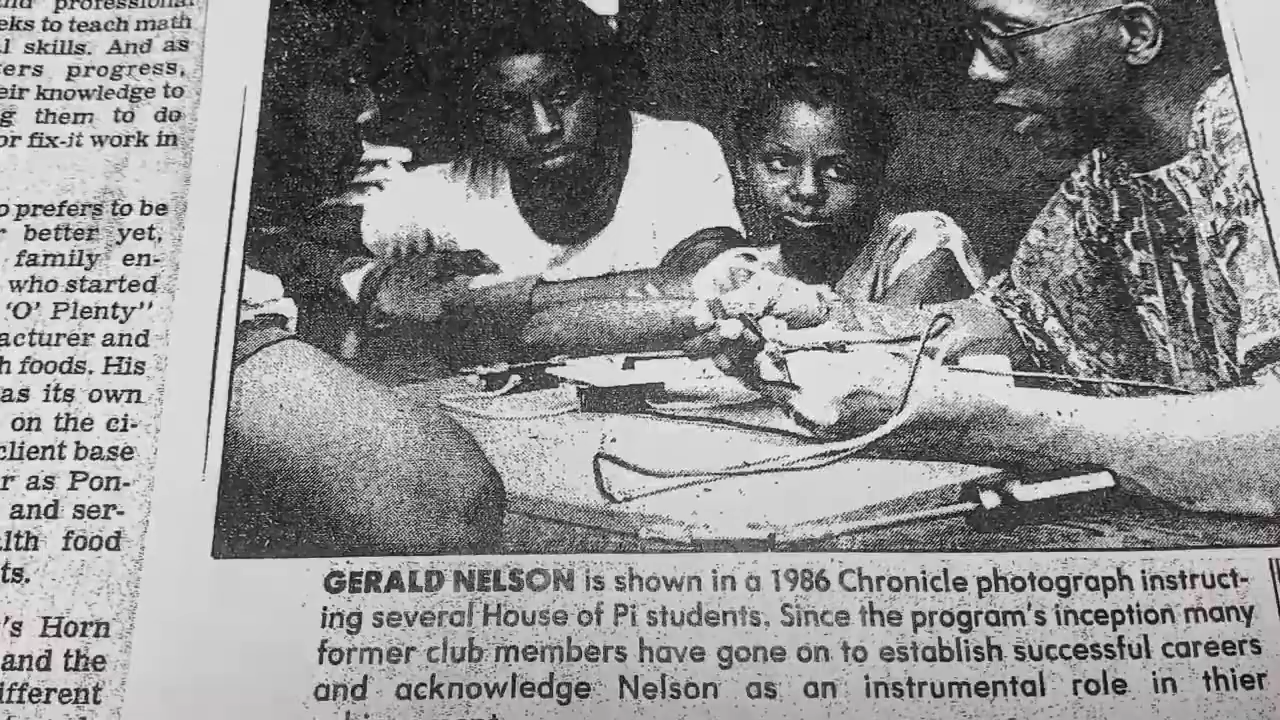 professional
eks to teach math
l skills. And as
ers progress,
eir knowledge to
g them to do
or fix-it work in
o prefers to be
r better yet,
family en-
who started
'O' Plenty"
acturer and
h foods. His
as its own
on the ci-
client base
r as Pon-
and ser-
lth food
ts.
's Horn
and the
ifferent
GERALD NELSON is shown in a 1986 Chronicle photograph instruct-
ing several House of Pi students. Since the program's inception many
former club members have gone on to establish successful careers
and acknowledge Nelson as an instrumental role in thier